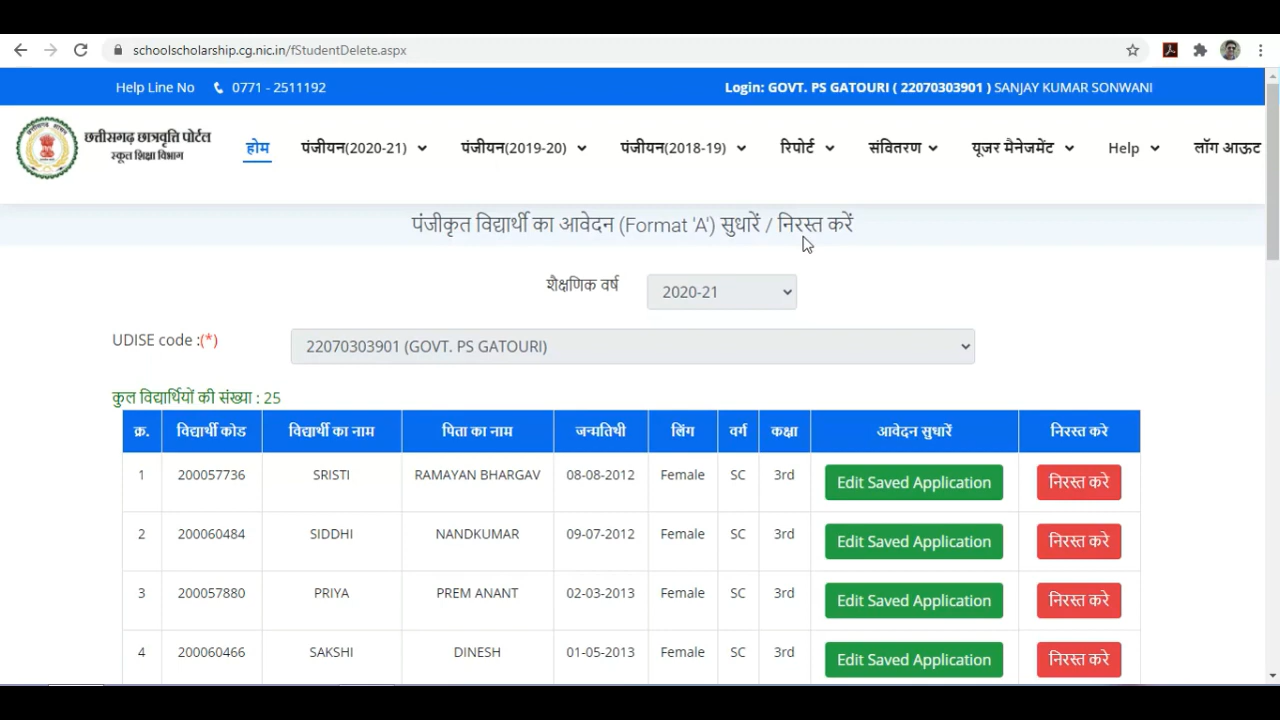 schoolscholarship.cg.nic.in/fStudentDelete.aspx
Help Line No 0771 - 2511192 Login: GOVT. PS GATOURI ( 22070303901 ) SANJAY KUMAR SONWANI
छत्तीसगढ़ छात्रवृति पोर्टल
स्कूल शिक्षा विभाग
होम पंजीयन(2020-21) पंजीयन(2019-20) पंजीयन(2018-19) रिपोर्ट संवितरण यूजर मैनेजमेंट Help लॉग आऊट
पंजीकृत विद्यार्थी का आवेदन (Format 'A') सुधारें / निरस्त करें
शैक्षणिक वर्ष 2020-21
UDISE code :(*) 22070303901 (GOVT. PS GATOURI)
कुल विद्यार्थियों की संख्या : 25
क्र. विद्यार्थी कोड विद्यार्थी का नाम पिता का नाम जन्मतिथी लिंग वर्ग कक्षा आवेदन सुधारें निरस्त करे
1 200057736 SRISTI RAMAYAN BHARGAV 08-08-2012 Female SC 3rd Edit Saved Application निरस्त करे
2 200060484 SIDDHI NANDKUMAR 09-07-2012 Female SC 3rd Edit Saved Application निरस्त करे
3 200057880 PRIYA PREM ANANT 02-03-2013 Female SC 3rd Edit Saved Application निरस्त करे
4 200060466 SAKSHI DINESH 01-05-2013 Female SC 3rd Edit Saved Application निरस्त करे